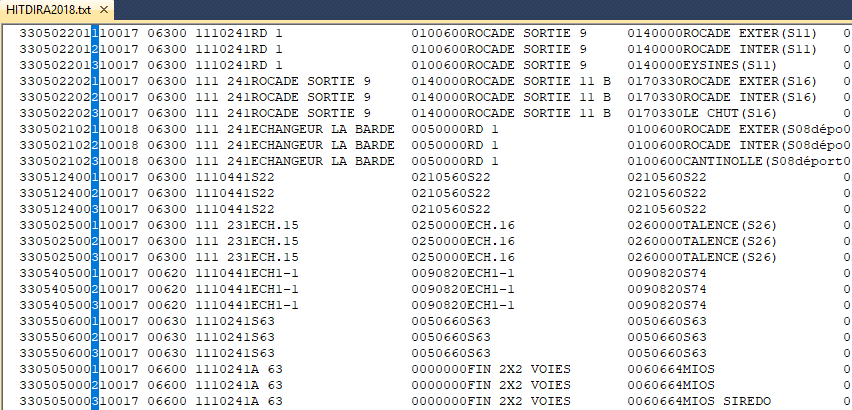 HITDIRA2018.txt ×
330502201110017 06300 1110241RD 1                0100600ROCADE SORTIE 9     0140000ROCADE EXTER(S11)   0
330502201210017 06300 1110241RD 1                0100600ROCADE SORTIE 9     0140000ROCADE INTER(S11)   0
330502201310017 06300 1110241RD 1                0100600ROCADE SORTIE 9     0140000EYSINES(S11)        0
330502202110017 06300 111 241ROCADE SORTIE 9     0140000ROCADE SORTIE 11 B  0170330ROCADE EXTER(S16)   0
330502202210017 06300 111 241ROCADE SORTIE 9     0140000ROCADE SORTIE 11 B  0170330ROCADE INTER(S16)   0
330502202310017 06300 111 241ROCADE SORTIE 9     0140000ROCADE SORTIE 11 B  0170330LE CHUT(S16)        0
330502102110018 06300 111 241ECHANGEUR LA BARDE  0050000RD 1                0100600ROCADE EXTER(S08dépo0
330502102210018 06300 111 241ECHANGEUR LA BARDE  0050000RD 1                0100600ROCADE INTER(S08dépo0
330502102310018 06300 111 241ECHANGEUR LA BARDE  0050000RD 1                0100600CANTINOLLE(S08déport0
330512400110017 06300 1110441S22                 0210560S22                 0210560S22                 0
330512400210017 06300 1110441S22                 0210560S22                 0210560S22                 0
330512400310017 06300 1110441S22                 0210560S22                 0210560S22                 0
330502500110017 06300 111 231ECH.15              0250000ECH.16              0260000TALENCE(S26)        0
330502500210017 06300 111 231ECH.15              0250000ECH.16              0260000TALENCE(S26)        0
330502500310017 06300 111 231ECH.15              0250000ECH.16              0260000TALENCE(S26)        0
330540500110017 00620 1110441ECH1-1              0090820ECH1-1              0090820S74                 0
330540500210017 00620 1110441ECH1-1              0090820ECH1-1              0090820S74                 0
330540500310017 00620 1110441ECH1-1              0090820ECH1-1              0090820S74                 0
330550600110017 00630 1110241S63                 0050660S63                 0050660S63                 0
330550600210017 00630 1110241S63                 0050660S63                 0050660S63                 0
330550600310017 00630 1110241S63                 0050660S63                 0050660S63                 0
330505000110017 06600 1110241A 63                0000000FIN 2X2 VOIES       0060664MIOS                0
330505000210017 06600 1110241A 63                0000000FIN 2X2 VOIES       0060664MIOS                0
330505000310017 06600 1110241A 63                0000000FIN 2X2 VOIES       0060664MIOS SIREDO         0